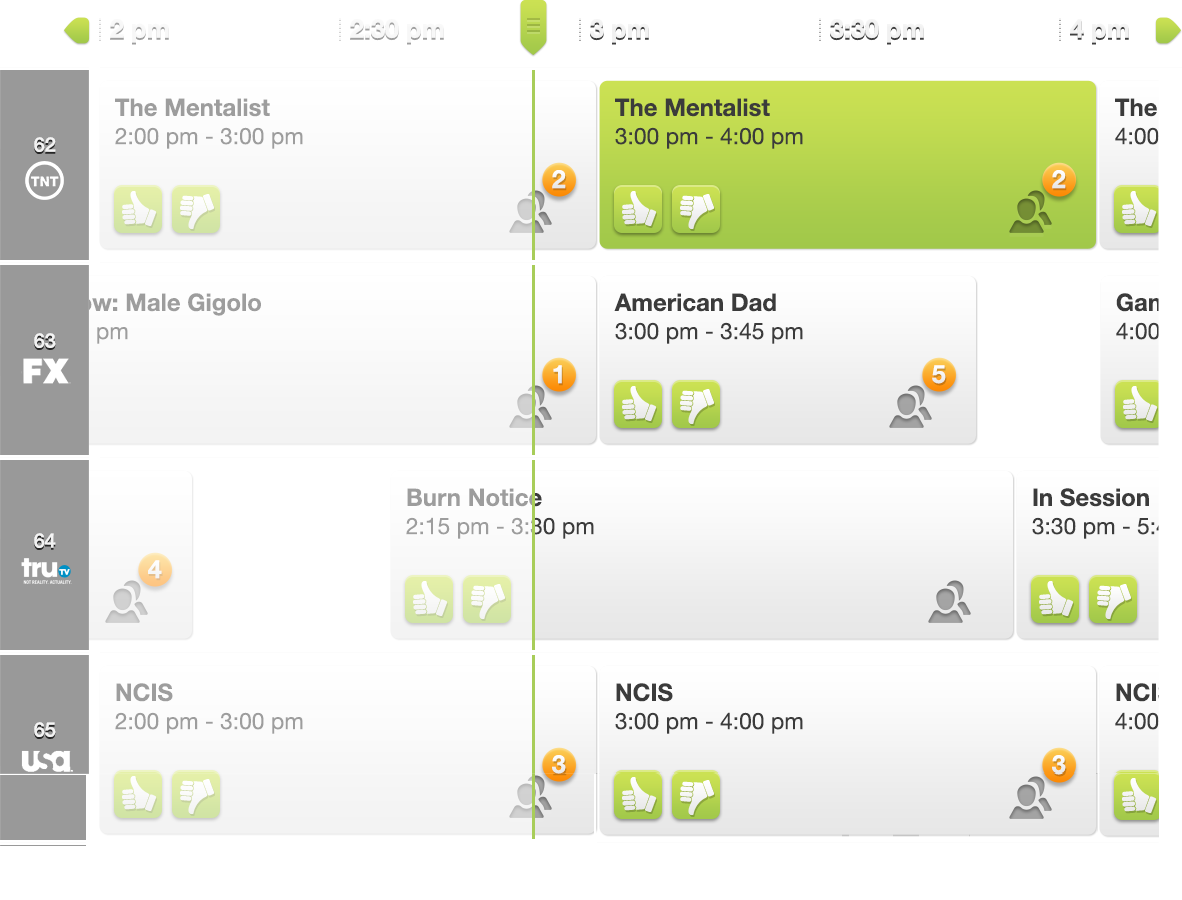 2 pm
2:30 pm
3 pm
3:30 pm
4 pm
62
TNT
The Mentalist
2:00 pm - 3:00 pm
2
The Mentalist
3:00 pm - 4:00 pm
2
The
4:00
63
FX
ow: Male Gigolo
pm
1
American Dad
3:00 pm - 3:45 pm
5
Gan
4:00
64
truTV
NOT REALITY. ACTUALITY.
4
Burn Notice
2:15 pm - 3:30 pm
In Session
3:30 pm - 5:4
65
usa
NCIS
2:00 pm - 3:00 pm
3
NCIS
3:00 pm - 4:00 pm
3
NCI
4:00